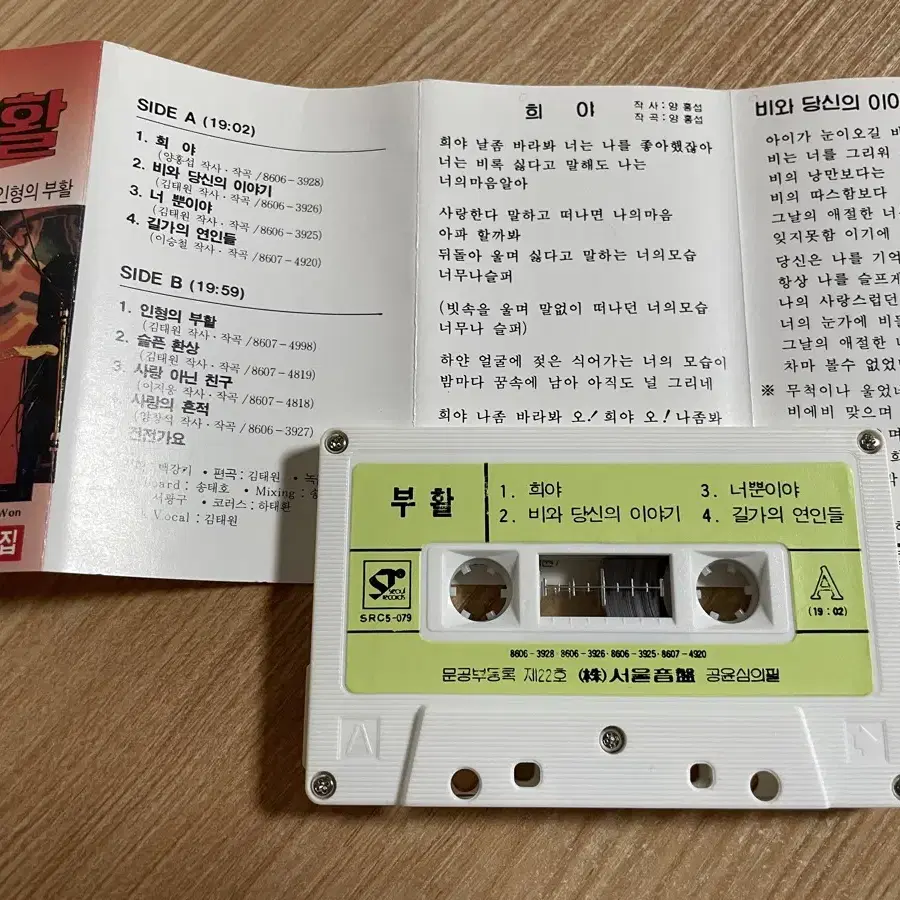 활
인형의 부활
Won
집
SIDE A (19:02)
1. 희 야
(양홍섭 작사·작곡/8606-3928)
2. 비와 당신의 이야기
(김태원 작사·작곡/8606-3926)
3. 너 뿐이야
(김태원 작사·작곡/8606-3925)
4. 길가의 연인들
(이승철 작사·작곡/8607-4920)
SIDE B (19:59)
1. 인형의 부활
(김태원 작사·작곡/8607-4998)
2. 슬픈 환상
(김태원 작사·작곡/8607-4819)
3. 사랑 아닌 친구
(이지웅 작사·작곡/8607-4818)
4. 사랑의 흔적
작사·작곡/8606-3927)
건전가요
백강기 • 편곡:김태원 •
board: 송태호 • Mixing:
서광구 • 코러스:하태환
Vocal: 김태원
희 야
작 사:양 홍 섭
작 곡:양 홍 섭
희야 날좀 바라봐 너는 나를 좋아했잖아
너는 비록 싫다고 말해도 나는
너의마음알아
사랑한다 말하고 떠나면 나의마음
아파 할까봐
뒤돌아 울며 싫다고 말하는 너의모습
너무나슬퍼
(빗속을 울며 말없이 떠나던 너의모습
너무나 슬퍼)
하얀 얼굴에 젖은 식어가는 너의 모습이
밤마다 꿈속에 남아 아직도 널 그리네
희야 나좀 바라봐 오! 희야 오! 나좀봐
비와 당신의 이야
아이가 눈이오길 바
비는 너를 그리워
비의 낭만보다는
비의 따스함보다
그날의 애절한 너
잊지못함 이기에
당신은 나를 기억
항상 나를 슬프게
나의 사랑스럽던
너의 눈가에 비들
그날의 애절한 너
차마 볼수 없었
※ 무척이나 울었네
비에비 맞으며
부 활
1. 희야
2. 비와 당신의 이야기
3. 너뿐이야
4. 길가의 연인들
seoul
records
SRC5-079
A
(19:02)
8606-3928·8606-3926·8606-3925·8607-4920
문공부등록 제22호 (株)서울音盤 공윤심의필
A